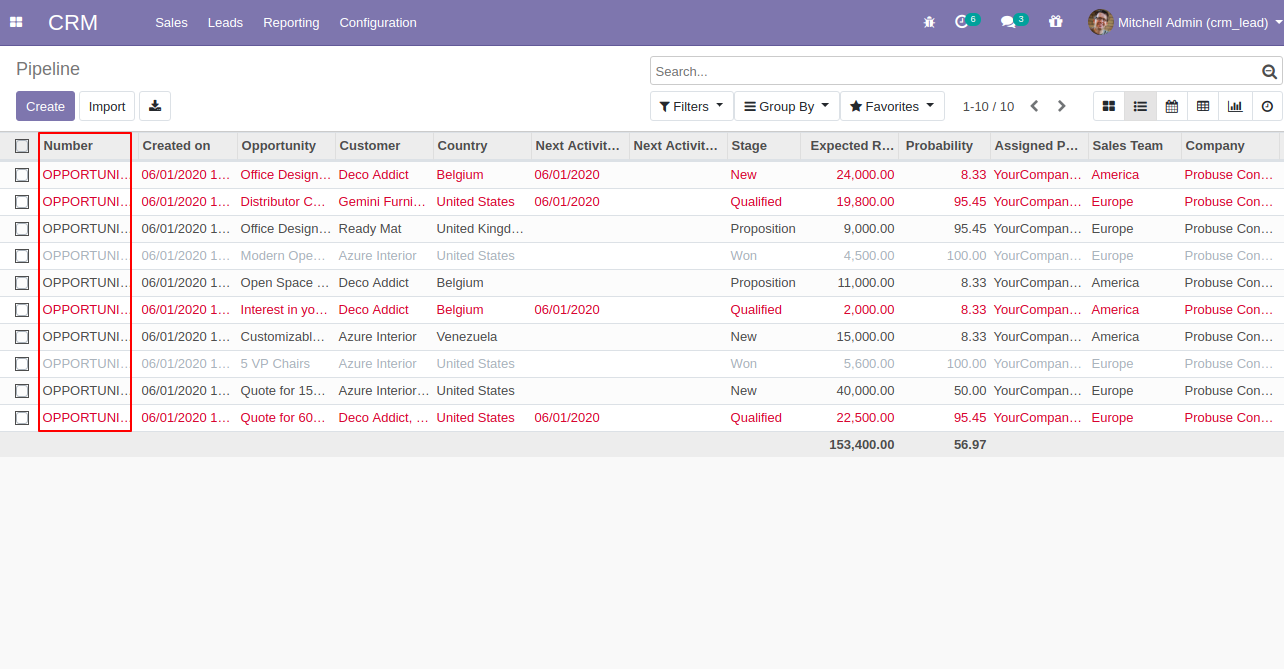 CRM Sales Leads Reporting Configuration 6 3 Mitchell Admin (crm_lead)
Pipeline Search...
Create Import Filters Group By Favorites 1-10 / 10
Number Created on Opportunity Customer Country Next Activit... Next Activit... Stage Expected R... Probability Assigned P... Sales Team Company
OPPORTUNI... 06/01/2020 1... Office Design... Deco Addict Belgium 06/01/2020 New 24,000.00 8.33 YourCompan... America Probuse Con...
OPPORTUNI... 06/01/2020 1... Distributor C... Gemini Furni... United States 06/01/2020 Qualified 19,800.00 95.45 YourCompan... Europe Probuse Con...
OPPORTUNI... 06/01/2020 1... Office Design... Ready Mat United Kingd... Proposition 9,000.00 95.45 YourCompan... Europe Probuse Con...
OPPORTUNI... 06/01/2020 1... Modern Ope... Azure Interior United States Won 4,500.00 100.00 YourCompan... Europe Probuse Con...
OPPORTUNI... 06/01/2020 1... Open Space ... Deco Addict Belgium Proposition 11,000.00 8.33 YourCompan... America Probuse Con...
OPPORTUNI... 06/01/2020 1... Interest in yo... Deco Addict Belgium 06/01/2020 Qualified 2,000.00 8.33 YourCompan... America Probuse Con...
OPPORTUNI... 06/01/2020 1... Customizabl... Azure Interior Venezuela New 15,000.00 8.33 YourCompan... America Probuse Con...
OPPORTUNI... 06/01/2020 1... 5 VP Chairs Azure Interior United States Won 5,600.00 100.00 YourCompan... Europe Probuse Con...
OPPORTUNI... 06/01/2020 1... Quote for 15... Azure Interior... United States New 40,000.00 50.00 YourCompan... Europe Probuse Con...
OPPORTUNI... 06/01/2020 1... Quote for 60... Deco Addict, ... United States 06/01/2020 Qualified 22,500.00 95.45 YourCompan... Europe Probuse Con...
153,400.00 56.97